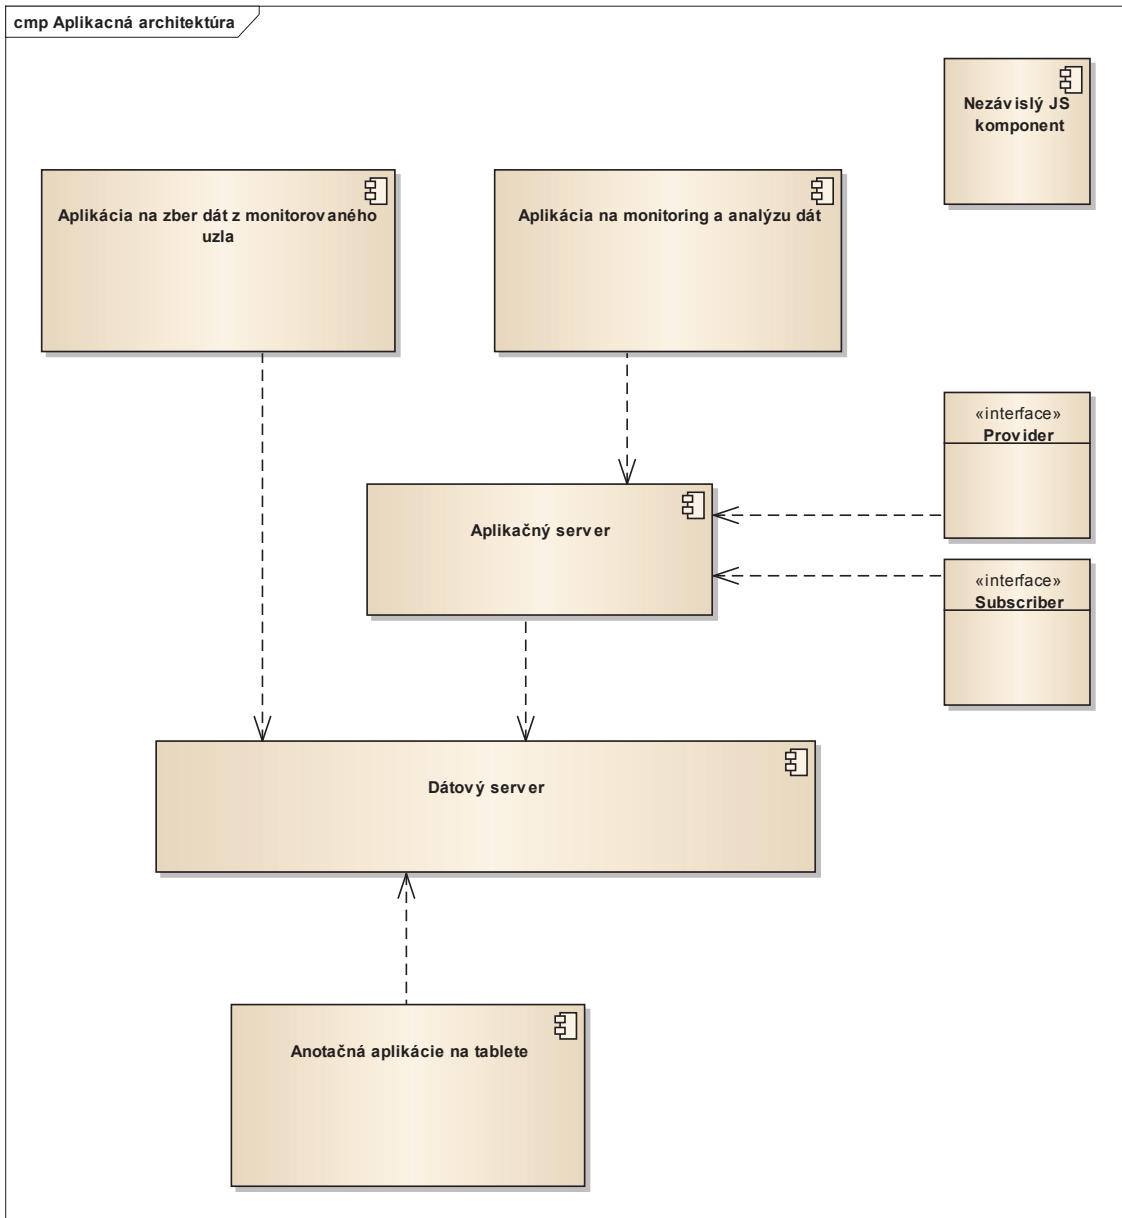 cmp Aplikacná architektúra
Nezávislý JS
komponent
Aplikácia na zber dát z monitorovaného
uzla
Aplikácia na monitoring a analýzu dát
«interface»
Provider
Aplikačný server
«interface»
Subscriber
Dátový server
Anotačná aplikácie na tablete